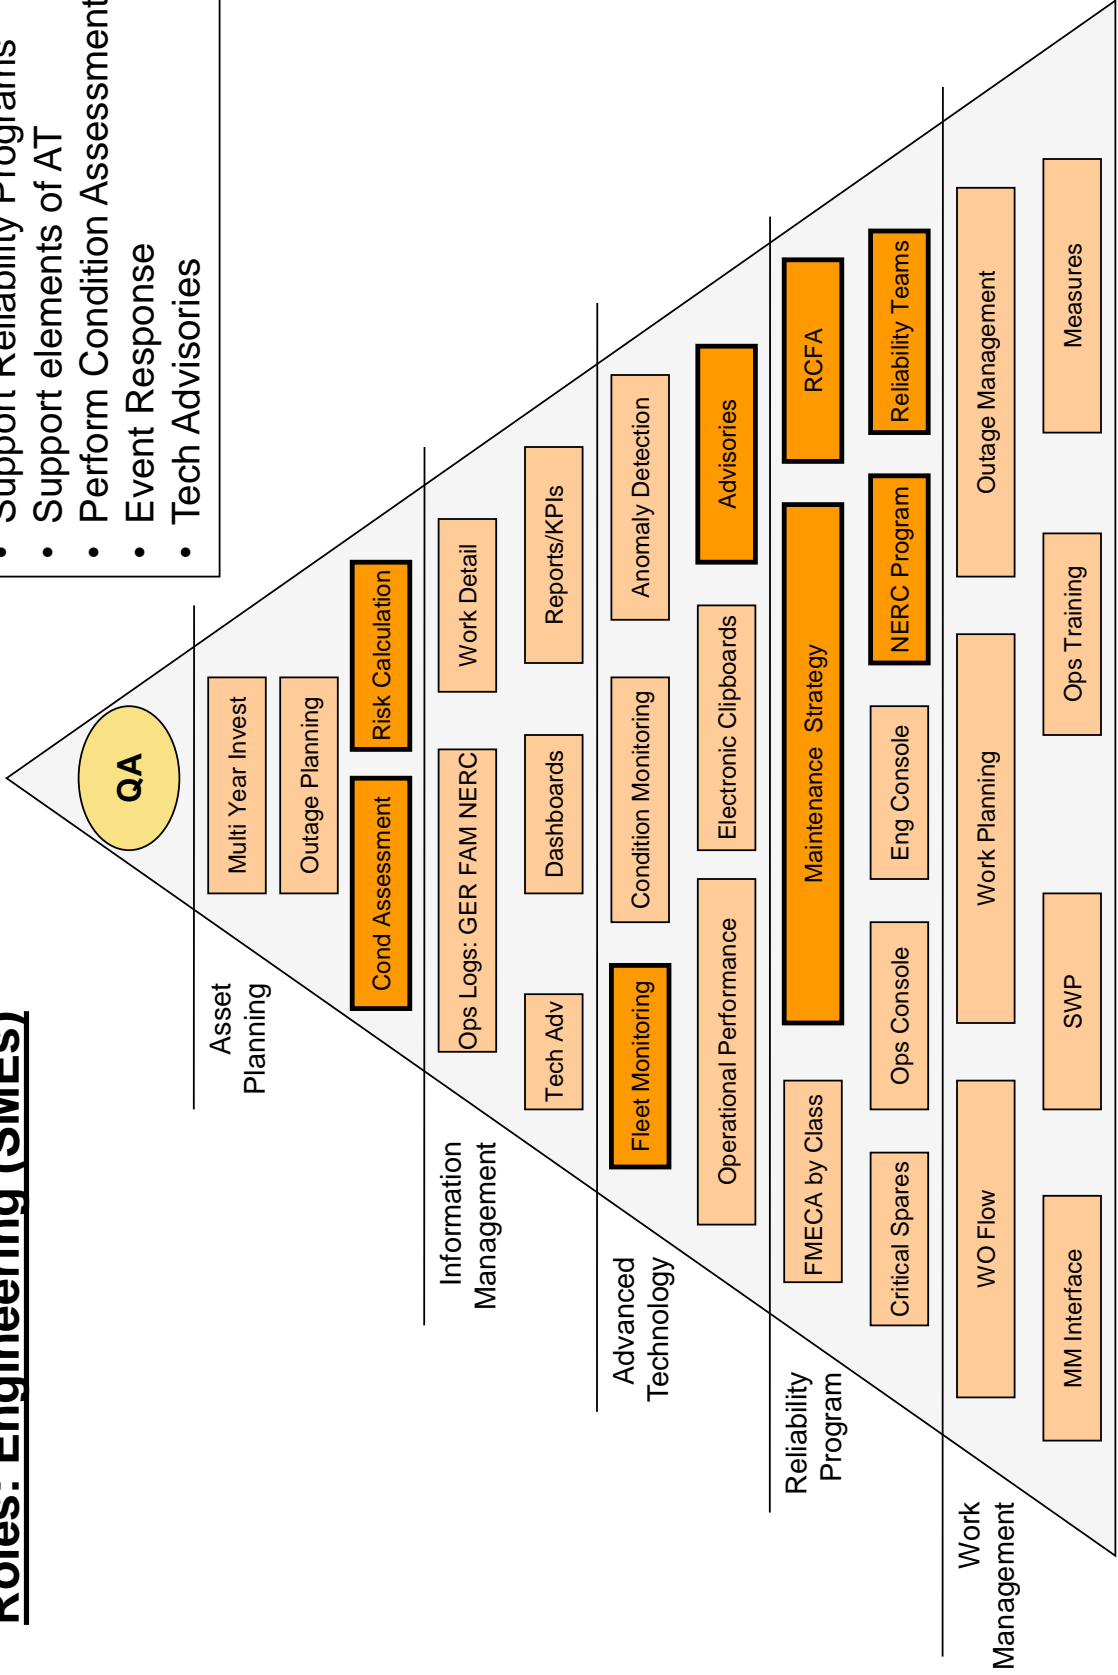 Roles: Engineering (SMEs)
• Support Reliability Programs
• Support elements of AT
• Perform Condition Assessment
• Event Response
• Tech Advisories
QA
Asset
Planning
Multi Year Invest
Outage Planning
Cond Assessment
Risk Calculation
Information
Management
Ops Logs: GER FAM NERC
Work Detail
Tech Adv
Dashboards
Reports/KPIs
Advanced
Technology
Fleet Monitoring
Condition Monitoring
Anomaly Detection
Operational Performance
Electronic Clipboards
Advisories
Reliability
Program
FMECA by Class
Maintenance Strategy
RCFA
Critical Spares
Ops Console
Eng Console
NERC Program
Reliability Teams
Work
Management
WO Flow
Work Planning
Outage Management
MM Interface
SWP
Ops Training
Measures